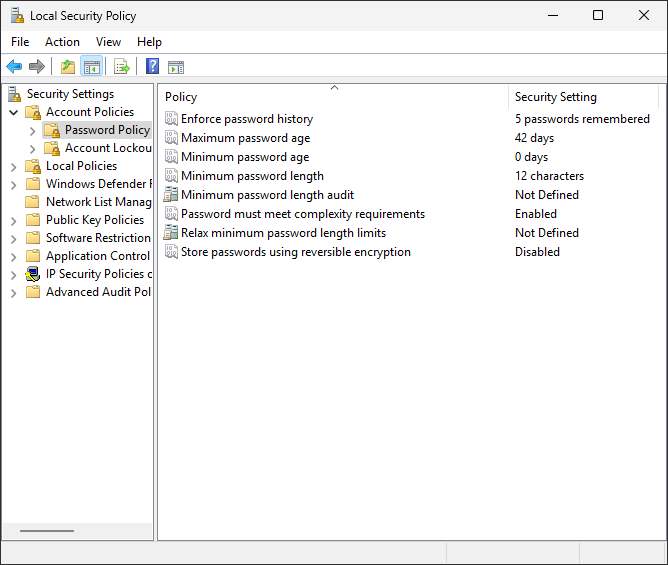 Local Security Policy
File Action View Help
Security Settings
Account Policies
Password Policy
Account Lockou
Local Policies
Windows Defender F
Network List Manag
Public Key Policies
Software Restriction
Application Control
IP Security Policies o
Advanced Audit Pol
Policy Security Setting
Enforce password history 5 passwords remembered
Maximum password age 42 days
Minimum password age 0 days
Minimum password length 12 characters
Minimum password length audit Not Defined
Password must meet complexity requirements Enabled
Relax minimum password length limits Not Defined
Store passwords using reversible encryption Disabled